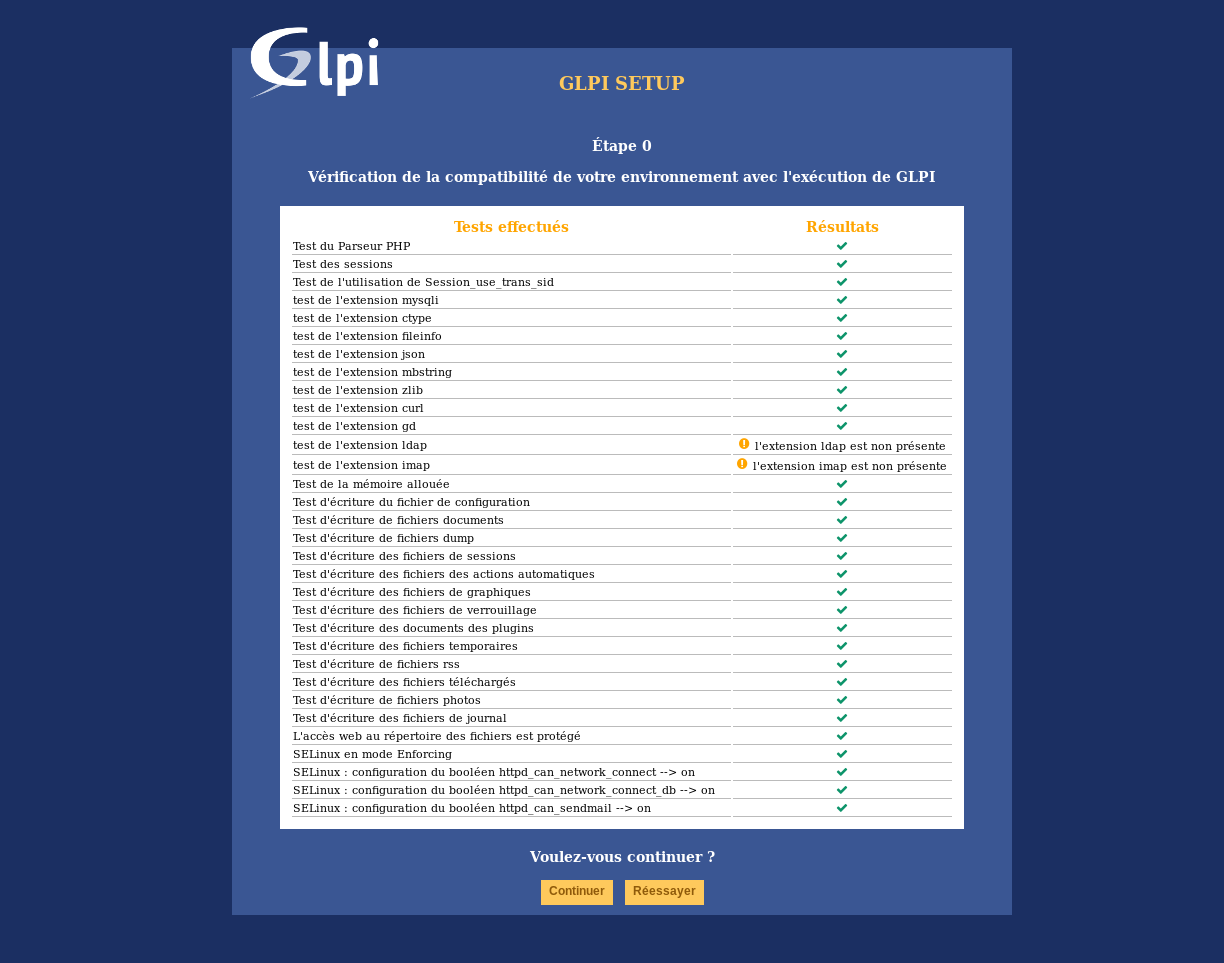 Glpi
GLPI SETUP
Étape 0
Vérification de la compatibilité de votre environnement avec l'exécution de GLPI
Tests effectués Résultats
Test du Parseur PHP
Test des sessions
Test de l'utilisation de Session_use_trans_sid
test de l'extension mysqli
test de l'extension ctype
test de l'extension fileinfo
test de l'extension json
test de l'extension mbstring
test de l'extension zlib
test de l'extension curl
test de l'extension gd
test de l'extension ldap l'extension ldap est non présente
test de l'extension imap l'extension imap est non présente
Test de la mémoire allouée
Test d'écriture du fichier de configuration
Test d'écriture de fichiers documents
Test d'écriture de fichiers dump
Test d'écriture des fichiers de sessions
Test d'écriture des fichiers des actions automatiques
Test d'écriture des fichiers de graphiques
Test d'écriture des fichiers de verrouillage
Test d'écriture des documents des plugins
Test d'écriture des fichiers temporaires
Test d'écriture de fichiers rss
Test d'écriture des fichiers téléchargés
Test d'écriture de fichiers photos
Test d'écriture des fichiers de journal
L'accès web au répertoire des fichiers est protégé
SELinux en mode Enforcing
SELinux : configuration du booléen httpd_can_network_connect --> on
SELinux : configuration du booléen httpd_can_network_connect_db --> on
SELinux : configuration du booléen httpd_can_sendmail --> on
Voulez-vous continuer ?
Continuer Réessayer